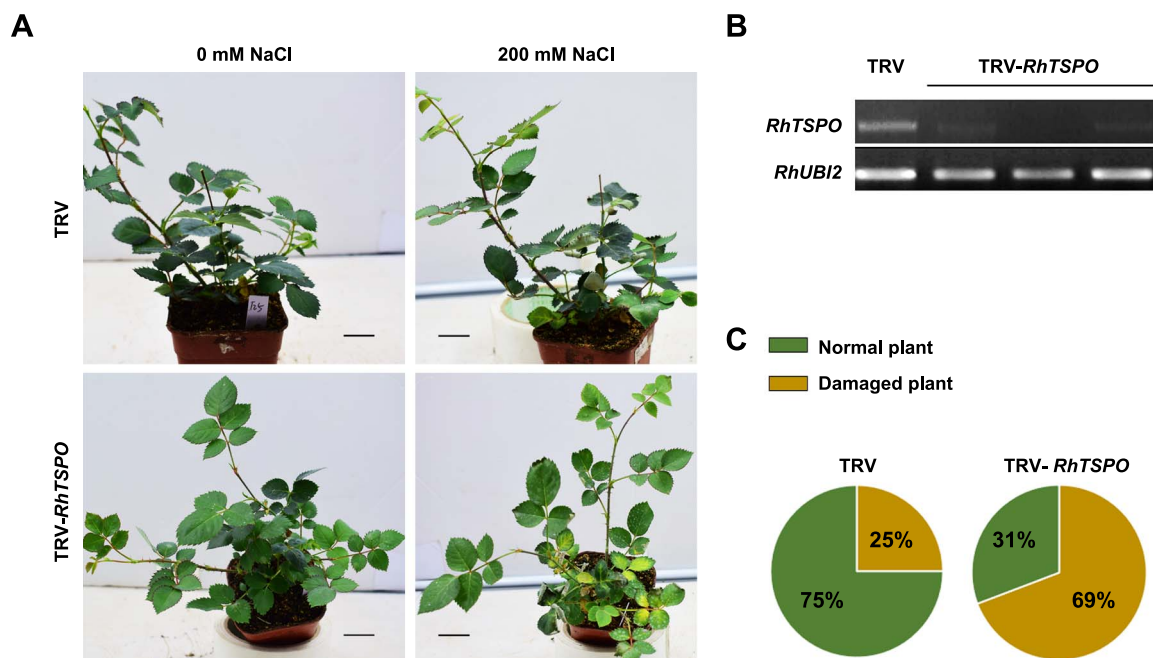 A
0 mM NaCl
200 mM NaCl
TRV
TRV-RhTSPO
B
TRV
TRV-RhTSPO
RhTSPO
RhUBI2
C
Normal plant
Damaged plant
TRV
TRV- RhTSPO
25%
75%
31%
69%